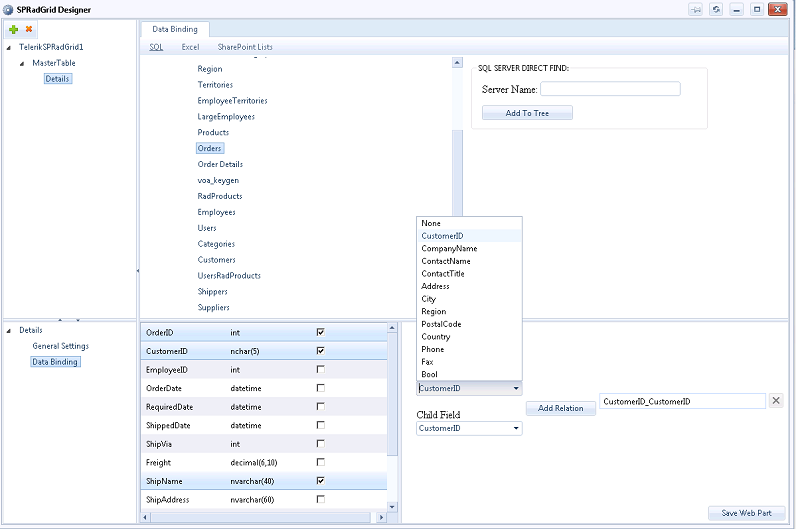 SPRadGrid Designer
Data Binding
TelerikSPRadGrid1
MasterTable
Details
SQL Excel SharePoint Lists
Region
Territories
EmployeeTerritories
LargeEmployees
Products
Orders
Order Details
voa_keygen
RadProducts
Employees
Users
Categories
Customers
UsersRadProducts
Shippers
Suppliers
SQL SERVER DIRECT FIND:
Server Name:
Add To Tree
None
CustomerID
CompanyName
ContactName
ContactTitle
Address
City
Region
PostalCode
Country
Phone
Fax
Bool
CustomerID
Details
General Settings
Data Binding
OrderID int
CustomerID nchar(5)
EmployeeID int
OrderDate datetime
RequiredDate datetime
ShippedDate datetime
ShipVia int
Freight decimal(6,10)
ShipName nvarchar(40)
ShipAddress nvarchar(60)
Child Field
CustomerID
Add Relation
CustomerID_CustomerID
Save Web Part